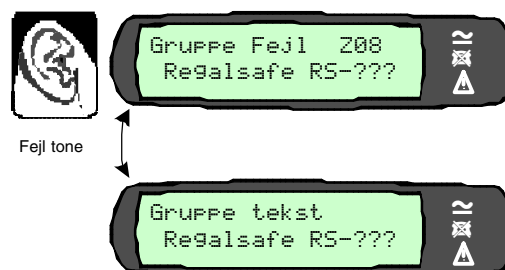 Gruppe Fejl Z08
Regalsafe RS-???
Fejl tone
Gruppe tekst
Regalsafe RS-???